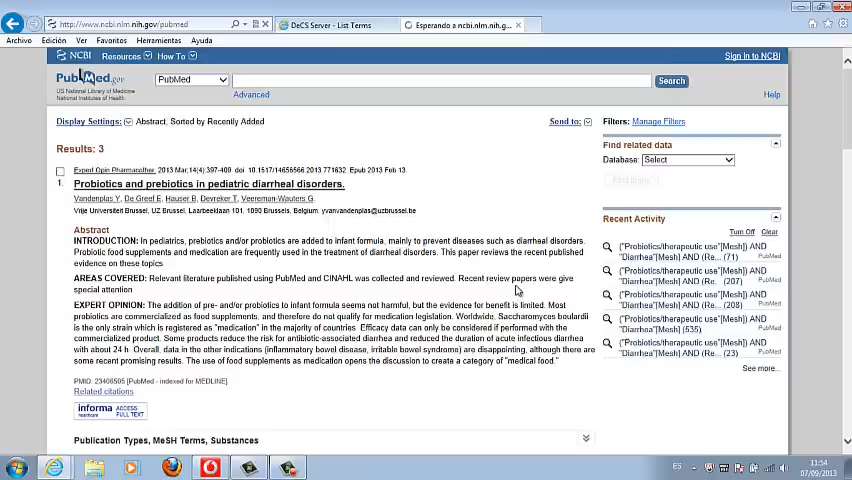 http://www.ncbi.nlm.nih.gov/pubmed
DeCS Server - List Terms
Esperando a ncbi.nlm.nih.g...
Archivo Edición Ver Favoritos Herramientas Ayuda
NCBI Resources How To Sign in to NCBI
PubMed.gov
US National Library of Medicine
National Institutes of Health
PubMed
Search
Advanced
Help
Display Settings: Abstract, Sorted by Recently Added
Send to:
Filters: Manage Filters
Results: 3
Find related data
Database: Select
Find items
Expert Opin Pharmacother. 2013 Mar;14(4):397-409. doi: 10.1517/14656566.2013.771632. Epub 2013 Feb 13.
1. Probiotics and prebiotics in pediatric diarrheal disorders.
Vandenplas Y, De Greef E, Hauser B, Devreker T, Veereman-Wauters G.
Vrije Universiteit Brussel, UZ Brussel, Laarbeeklaan 101, 1090 Brussels, Belgium. yvanvandenplas@uzbrussel.be
Abstract
INTRODUCTION: In pediatrics, prebiotics and/or probiotics are added to infant formula, mainly to prevent diseases such as diarrheal disorders.
Probiotic food supplements and medication are frequently used in the treatment of diarrheal disorders. This paper reviews the recent published
evidence on these topics.
AREAS COVERED: Relevant literature published using PubMed and CINAHL was collected and reviewed. Recent review papers were give
special attention
EXPERT OPINION: The addition of pre- and/or probiotics to infant formula seems not harmful, but the evidence for benefit is limited. Most
probiotics are commercialized as food supplements, and therefore do not qualify for medication legislation. Worldwide, Saccharomyces boulardii
is the only strain which is registered as "medication" in the majority of countries. Efficacy data can only be considered if performed with the
commercialized product. Some products reduce the risk for antibiotic-associated diarrhea and reduced the duration of acute infectious diarrhea
with about 24 h. Overall, data in the other indications (inflammatory bowel disease, irritable bowel syndrome) are disappointing, although there are
some recent promising results. The use of food supplements as medication opens the discussion to create a category of "medical food."
PMID: 23406505 [PubMed - indexed for MEDLINE]
Related citations
informa healthcare ACCESS FULL TEXT
Publication Types, MeSH Terms, Substances
Recent Activity
Turn Off Clear
("Probiotics/therapeutic use"[Mesh]) AND
"Diarrhea"[Mesh] AND (Re... (71)
PubMed
("Probiotics/therapeutic use"[Mesh]) AND
"Diarrhea"[Mesh] AND (Re... (207)
PubMed
("Probiotics/therapeutic use"[Mesh]) AND
"Diarrhea"[Mesh] AND (Re... (208)
PubMed
("Probiotics/therapeutic use"[Mesh]) AND
"Diarrhea"[Mesh] (535)
PubMed
("Probiotics/therapeutic use"[Mesh]) AND
"Diarrhea"[Mesh] AND (Re... (23)
PubMed
See more...
ES
11:54
07/09/2013